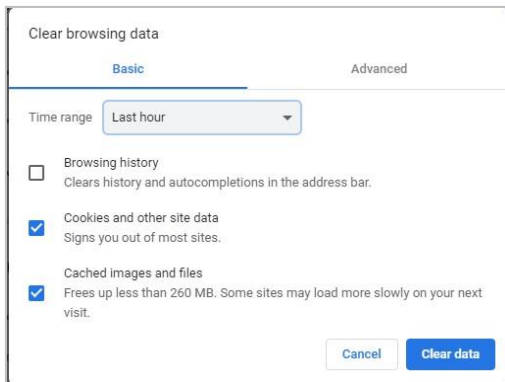 Clear browsing data
Basic Advanced
Time range Last hour
Browsing history
Clears history and autocompletions in the address bar.
Cookies and other site data
Signs you out of most sites.
Cached images and files
Frees up less than 260 MB. Some sites may load more slowly on your next
visit.
Cancel Clear data